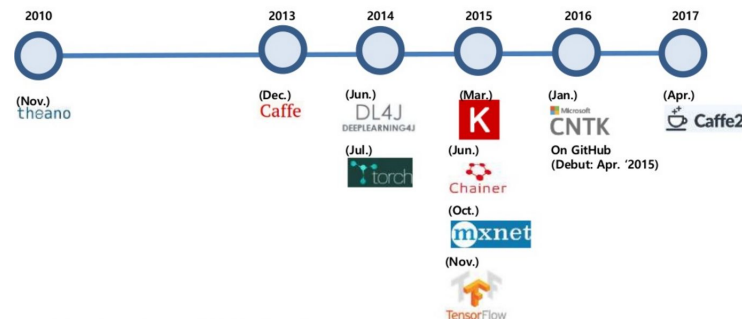 2010
2013
2014
2015
2016
2017
(Nov.)
theano
(Dec.)
Caffe
(Jun.)
DL4J
DEEPLEARNING4J
(Jul.)
torch
(Mar.)
K
(Jun.)
Chainer
(Oct.)
mxnet
(Nov.)
TensorFlow
(Jan.)
Microsoft
CNTK
On GitHub
(Debut: Apr. '2015)
(Apr.)
Caffe2